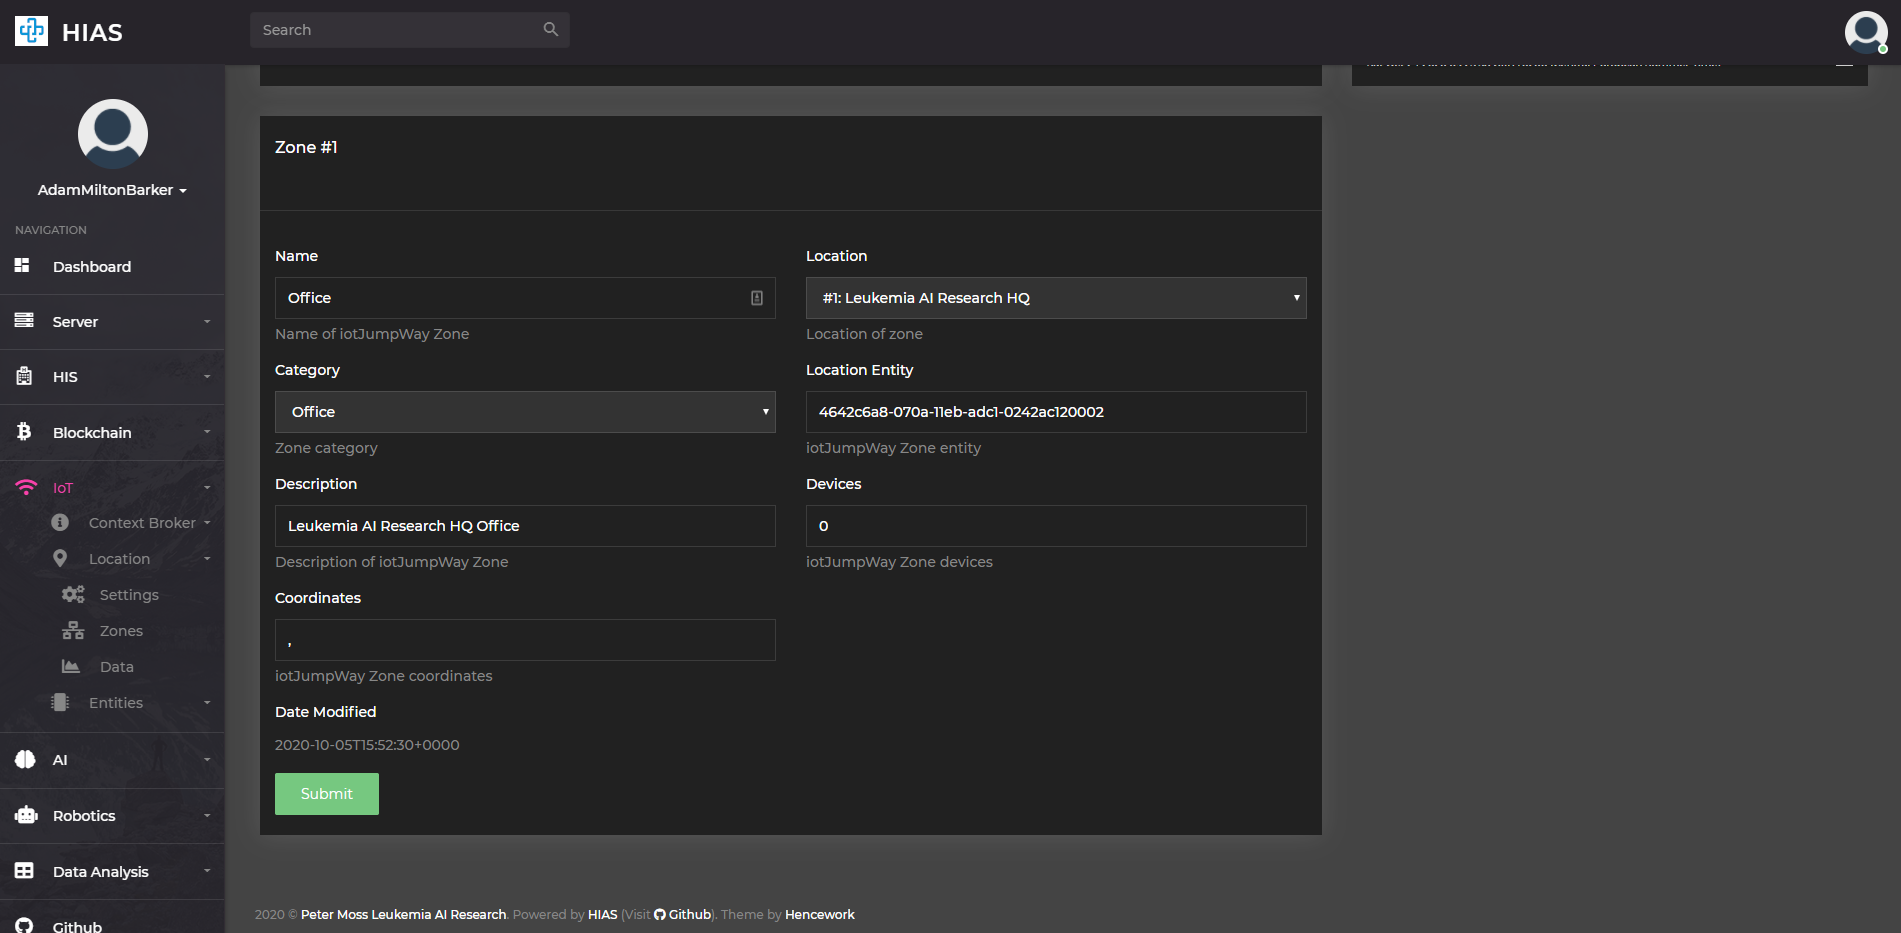 HIAS
Search
AdamMiltonBarker
NAVIGATION
Dashboard
Server
HIS
Blockchain
IoT
Context Broker
Location
Settings
Zones
Data
Entities
AI
Robotics
Data Analysis
Github
Zone #1
Name
Office
Name of iotJumpWay Zone
Location
#1: Leukemia AI Research HQ
Location of zone
Category
Office
Zone category
Location Entity
4642c6a8-070a-11eb-adc1-0242ac120002
iotJumpWay Zone entity
Description
Leukemia AI Research HQ Office
Description of iotJumpWay Zone
Devices
0
iotJumpWay Zone devices
Coordinates
,
iotJumpWay Zone coordinates
Date Modified
2020-10-05T15:52:30+0000
Submit
2020 © Peter Moss Leukemia AI Research. Powered by HIAS (Visit Github). Theme by Hencework